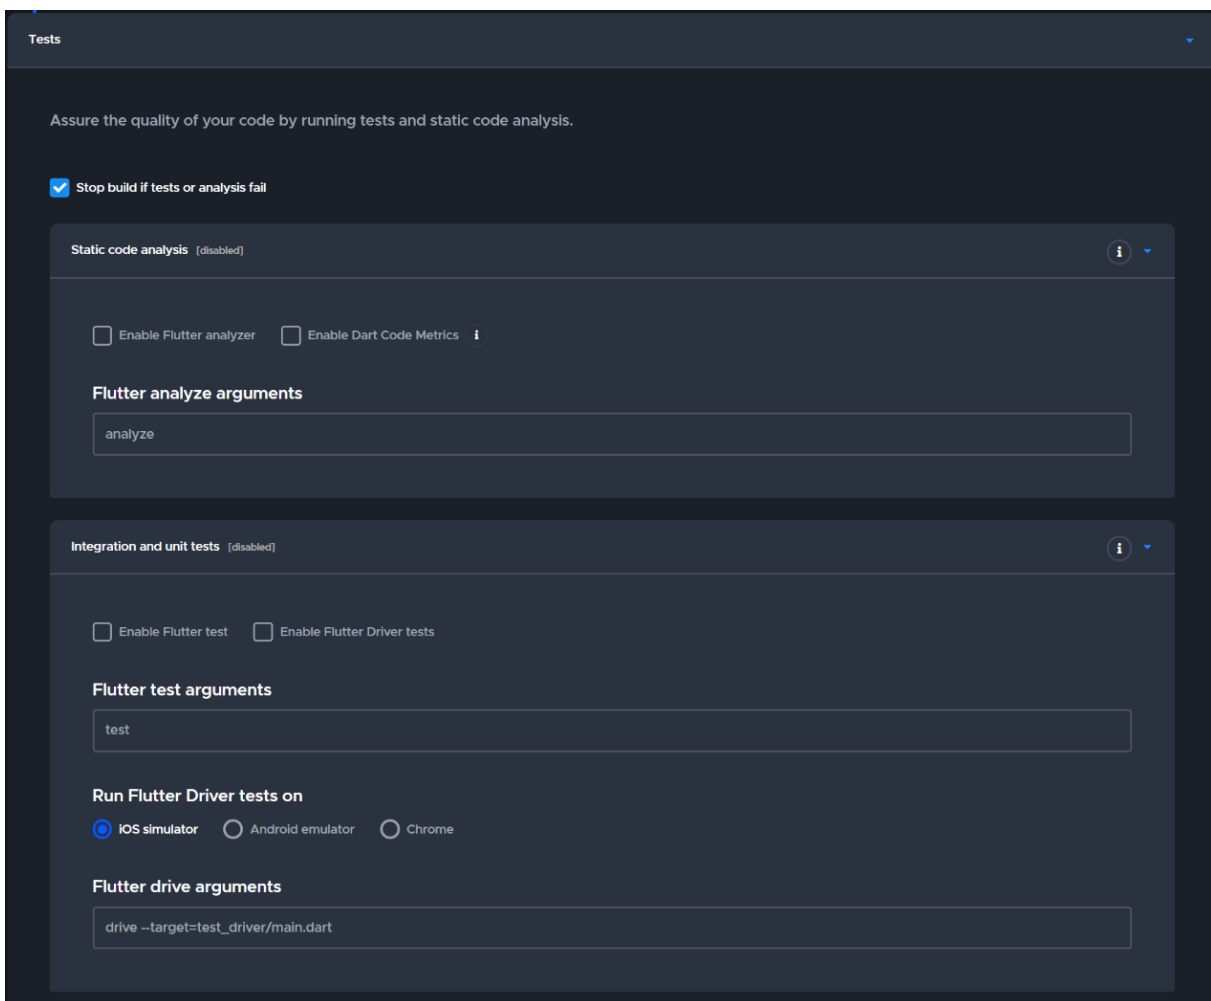 Tests
Assure the quality of your code by running tests and static code analysis.
Stop build if tests or analysis fail
Static code analysis [disabled]
Enable Flutter analyzer Enable Dart Code Metrics
Flutter analyze arguments
analyze
Integration and unit tests [disabled]
Enable Flutter test Enable Flutter Driver tests
Flutter test arguments
test
Run Flutter Driver tests on
iOS simulator Android emulator Chrome
Flutter drive arguments
drive --target=test_driver/main.dart